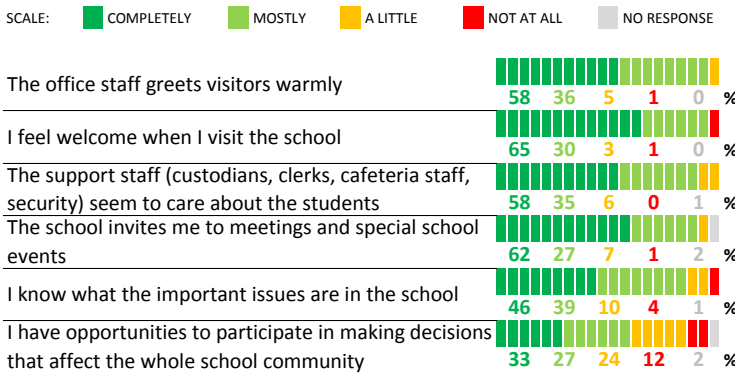 SCALE: COMPLETELY MOSTLY A LITTLE NOT AT ALL NO RESPONSE
The office staff greets visitors warmly
58 36 5 1 0 %
I feel welcome when I visit the school
65 30 3 1 0 %
The support staff (custodians, clerks, cafeteria staff,
security) seem to care about the students
58 35 6 0 1 %
The school invites me to meetings and special school
events
62 27 7 1 2 %
I know what the important issues are in the school
46 39 10 4 1 %
I have opportunities to participate in making decisions
that affect the whole school community
33 27 24 12 2 %